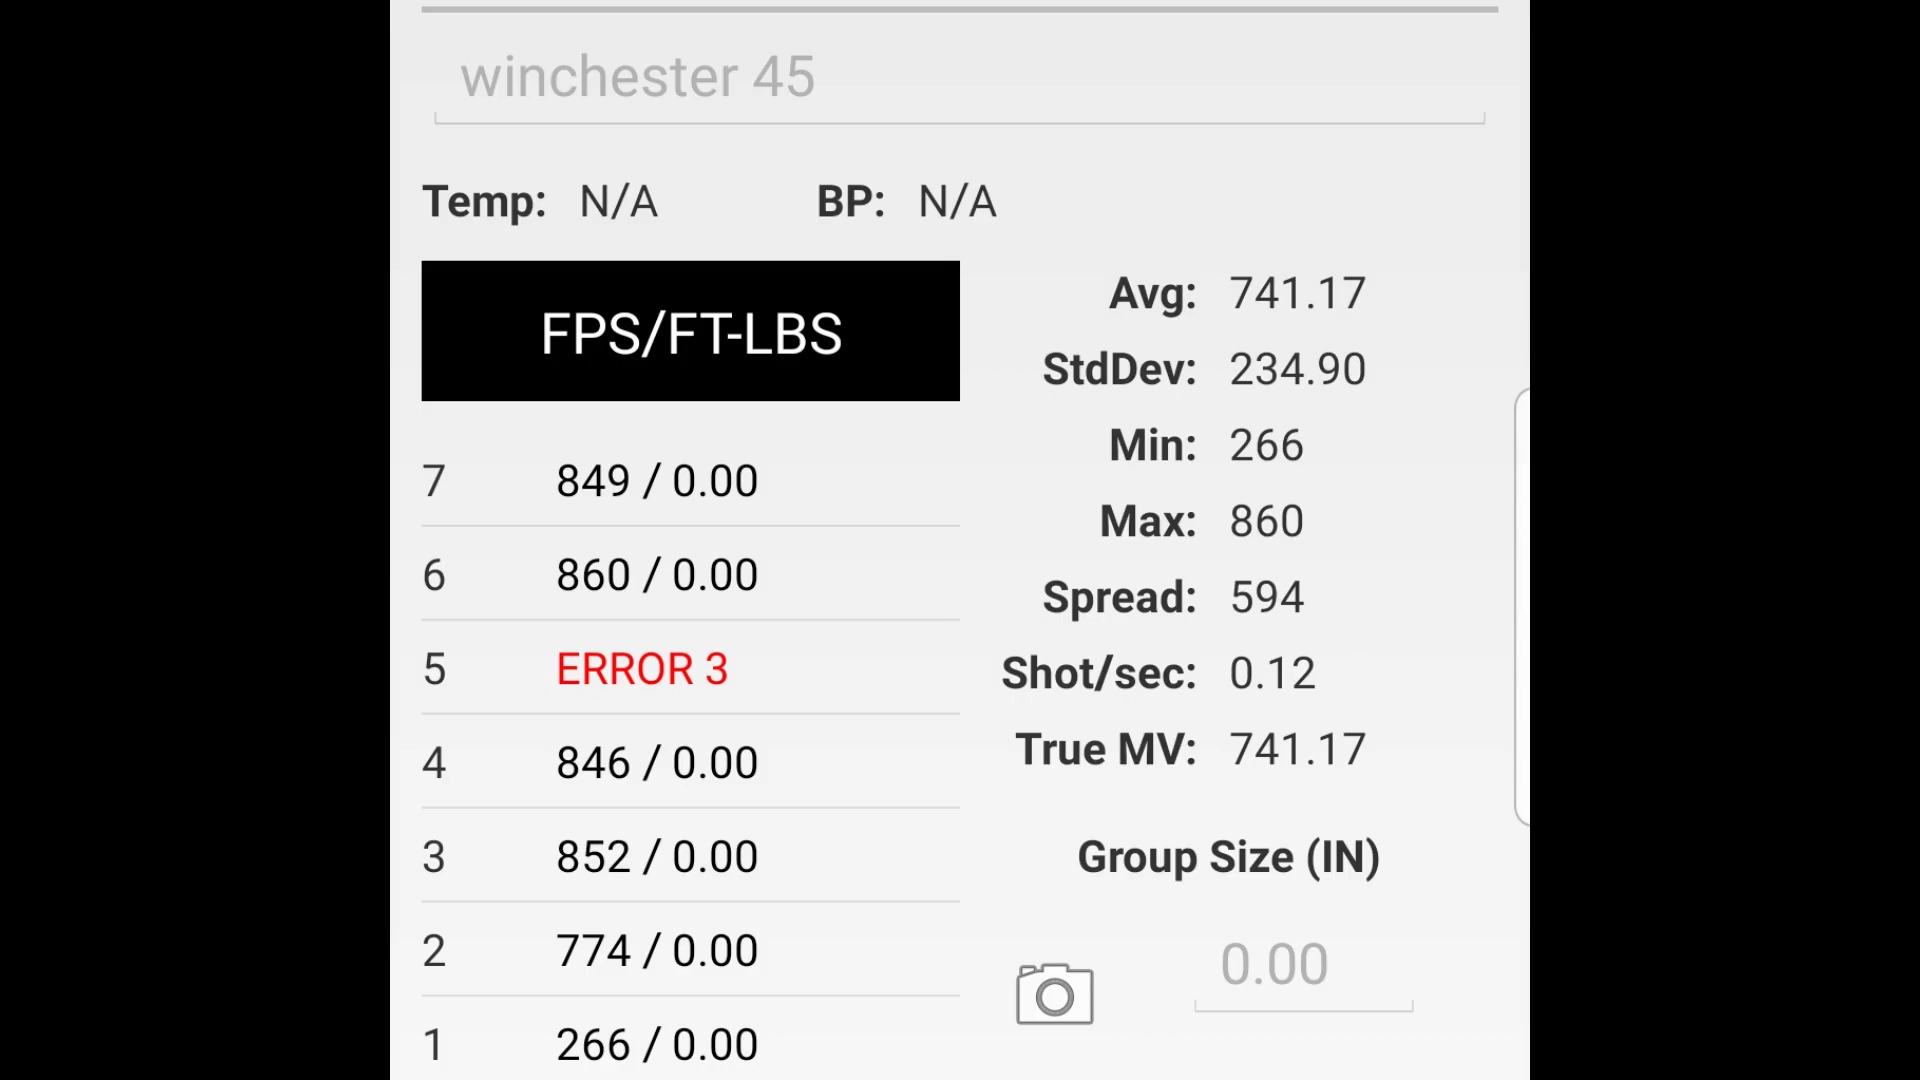 winchester 45
Temp: N/A BP: N/A
FPS/FT-LBS
7 849 / 0.00
6 860 / 0.00
5 ERROR 3
4 846 / 0.00
3 852 / 0.00
2 774 / 0.00
1 266 / 0.00
Avg: 741.17
StdDev: 234.90
Min: 266
Max: 860
Spread: 594
Shot/sec: 0.12
True MV: 741.17
Group Size (IN)
0.00